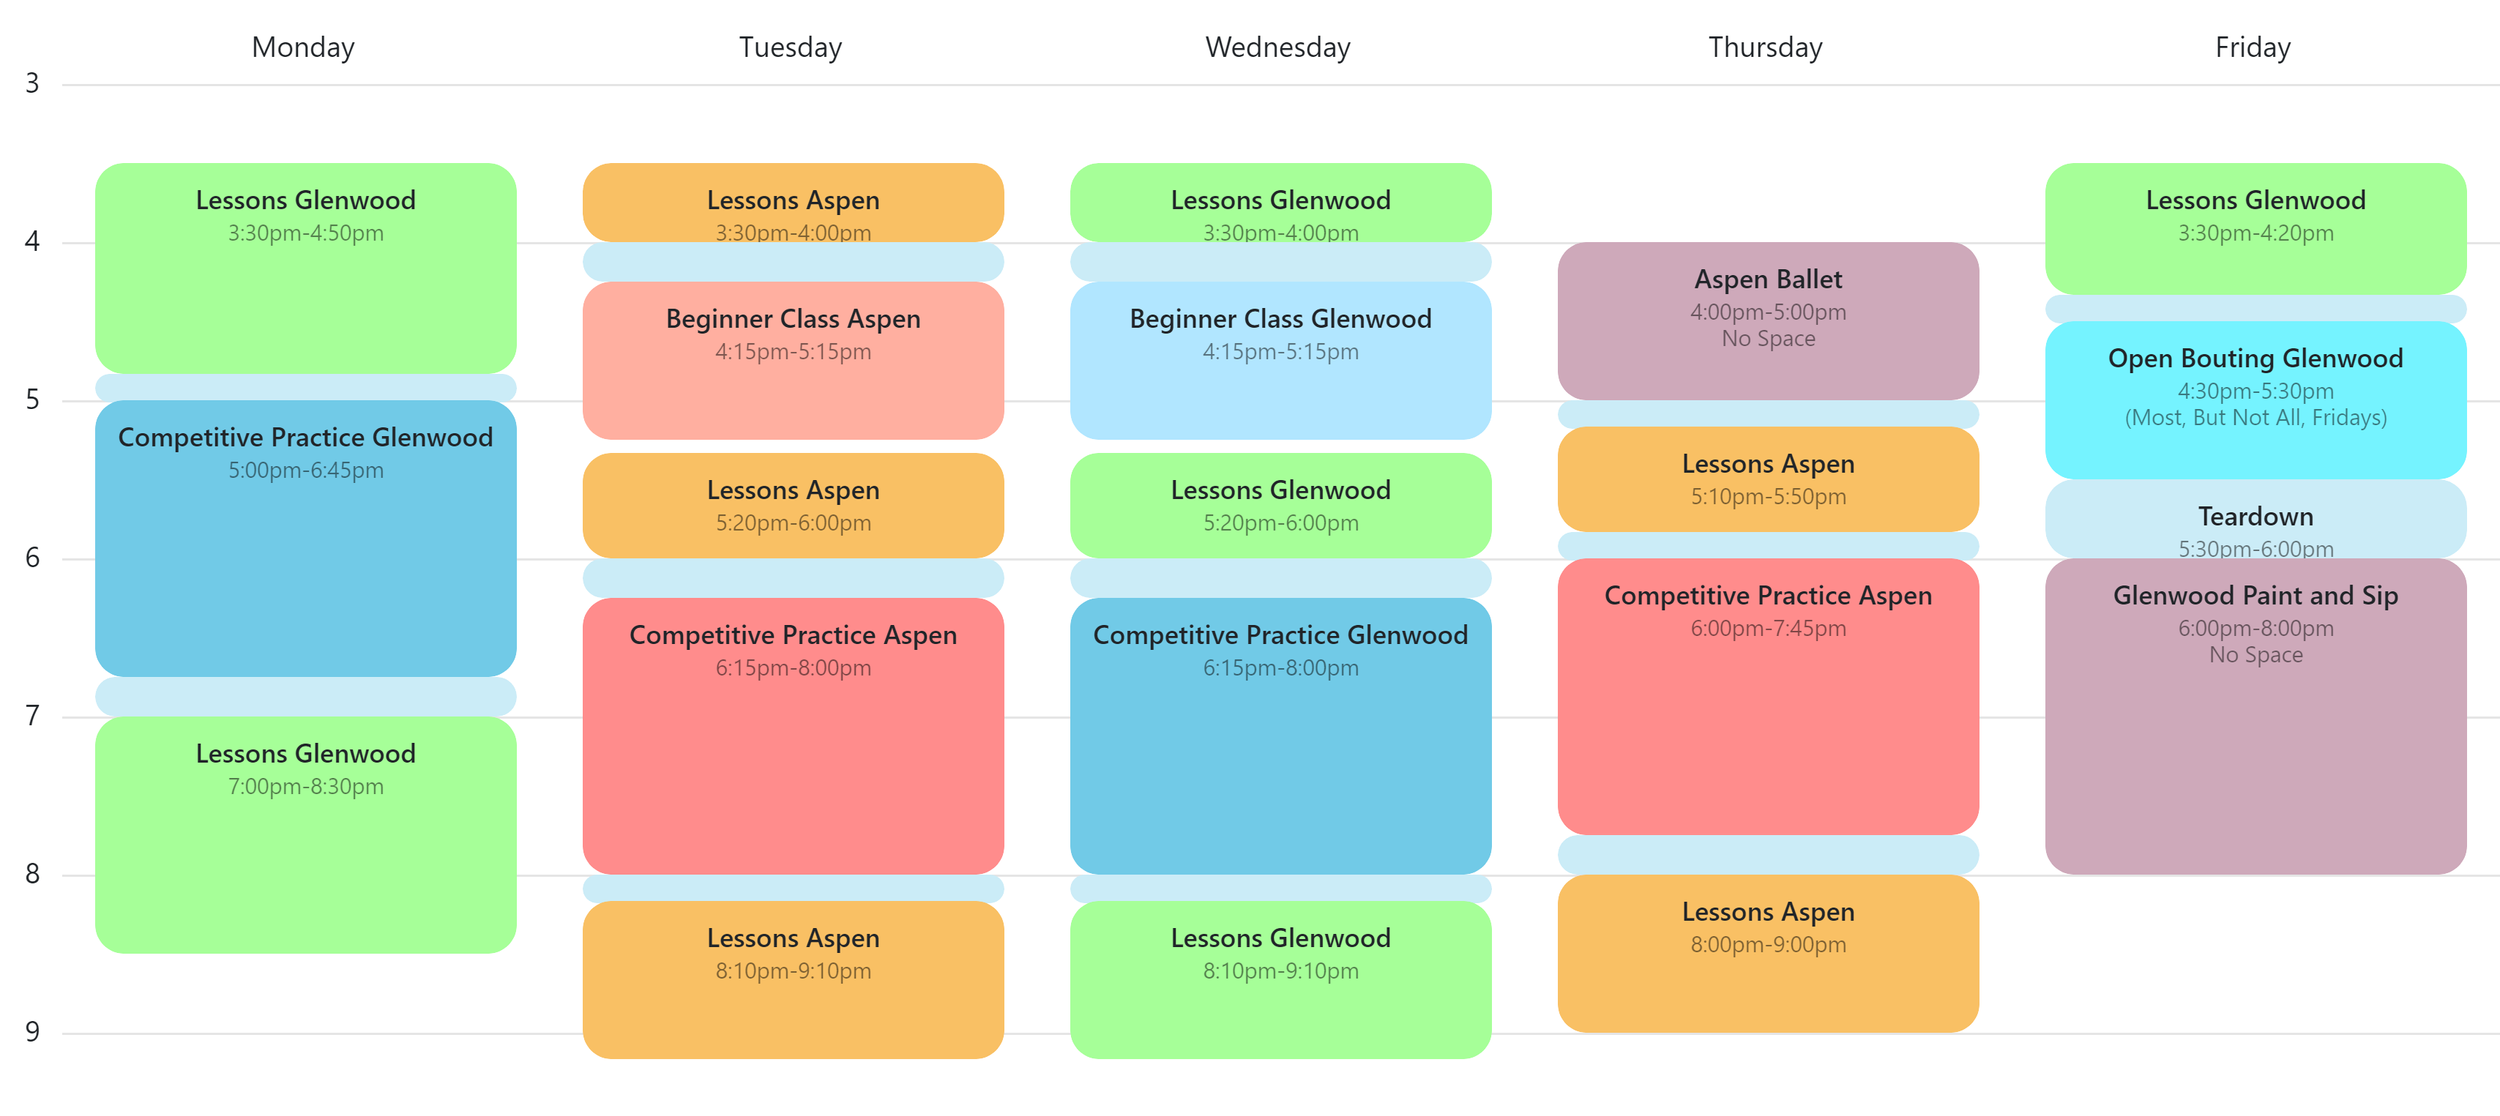 Monday
Tuesday
Wednesday
Thursday
Friday
3
4
5
6
7
8
9
Lessons Glenwood
3:30pm-4:50pm
Competitive Practice Glenwood
5:00pm-6:45pm
Lessons Glenwood
7:00pm-8:30pm
Lessons Aspen
3:30pm-4:00pm
Beginner Class Aspen
4:15pm-5:15pm
Lessons Aspen
5:20pm-6:00pm
Competitive Practice Aspen
6:15pm-8:00pm
Lessons Aspen
8:10pm-9:10pm
Lessons Glenwood
3:30pm-4:00pm
Beginner Class Glenwood
4:15pm-5:15pm
Lessons Glenwood
5:20pm-6:00pm
Competitive Practice Glenwood
6:15pm-8:00pm
Lessons Glenwood
8:10pm-9:10pm
Aspen Ballet
4:00pm-5:00pm
No Space
Lessons Aspen
5:10pm-5:50pm
Competitive Practice Aspen
6:00pm-7:45pm
Lessons Aspen
8:00pm-9:00pm
Lessons Glenwood
3:30pm-4:20pm
Open Bouting Glenwood
4:30pm-5:30pm
(Most, But Not All, Fridays)
Teardown
5:30pm-6:00pm
Glenwood Paint and Sip
6:00pm-8:00pm
No Space